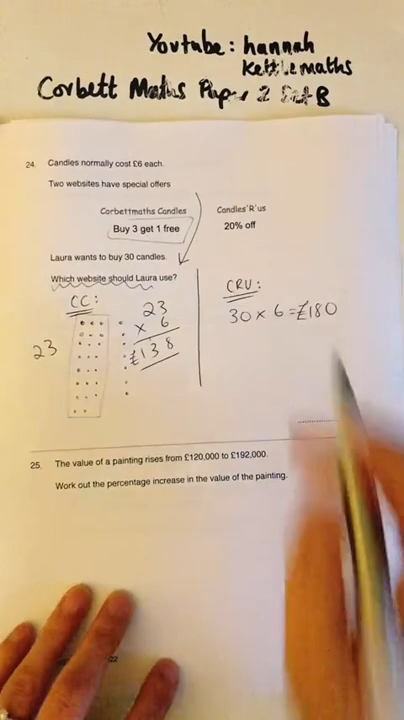 Youtube: hannah
kettlemaths
Corbett Maths Paper 2 Set B
24. Candles normally cost £6 each.
Two websites have special offers
Corbettmaths Candles
Candles'R'us
Buy 3 get 1 free
20% off
Laura wants to buy 30 candles.
Which website should Laura use?
CC:
23
23
x 6
£138
CRU:
30 x 6 = £180
25. The value of a painting rises from £120,000 to £192,000.
Work out the percentage increase in the value of the painting.